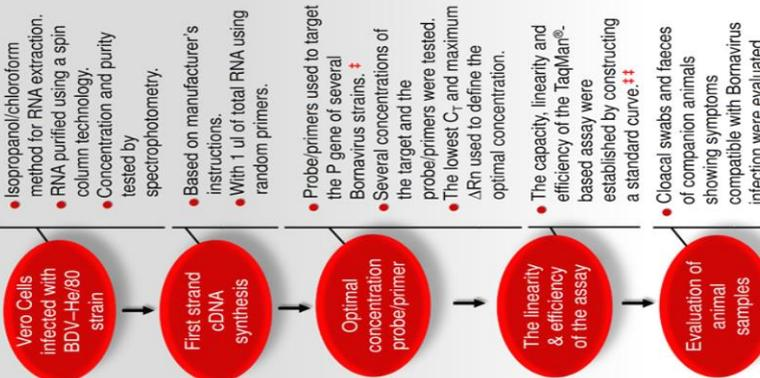 Vero Cells
infected with
BDV–He/80
strain
• Isopropanol/chloroform
method for RNA extraction.
• RNA purified using a spin
column technology.
• Concentration and purity
tested by
spectrophotometry.
First strand
cDNA
synthesis
• Based on manufacturer's
instructions.
• With 1 ul of total RNA using
random primers.
Optimal
concentration
probe/primer
• Probe/primers used to target
the P gene of several
Bornavirus strains. ‡
• Several concentrations of
the target and the
probe/primers were tested.
• The lowest CT and maximum
ΔRn used to define the
optimal concentration.
The linearity
& efficiency
of the assay
• The capacity, linearity and
efficiency of the TaqMan®-
based assay were
established by constructing
a standard curve.‡‡
Evaluation of
animal
samples
• Cloacal swabs and faeces
of companion animals
showing symptoms
compatible with Bornavirus
infection were evaluated